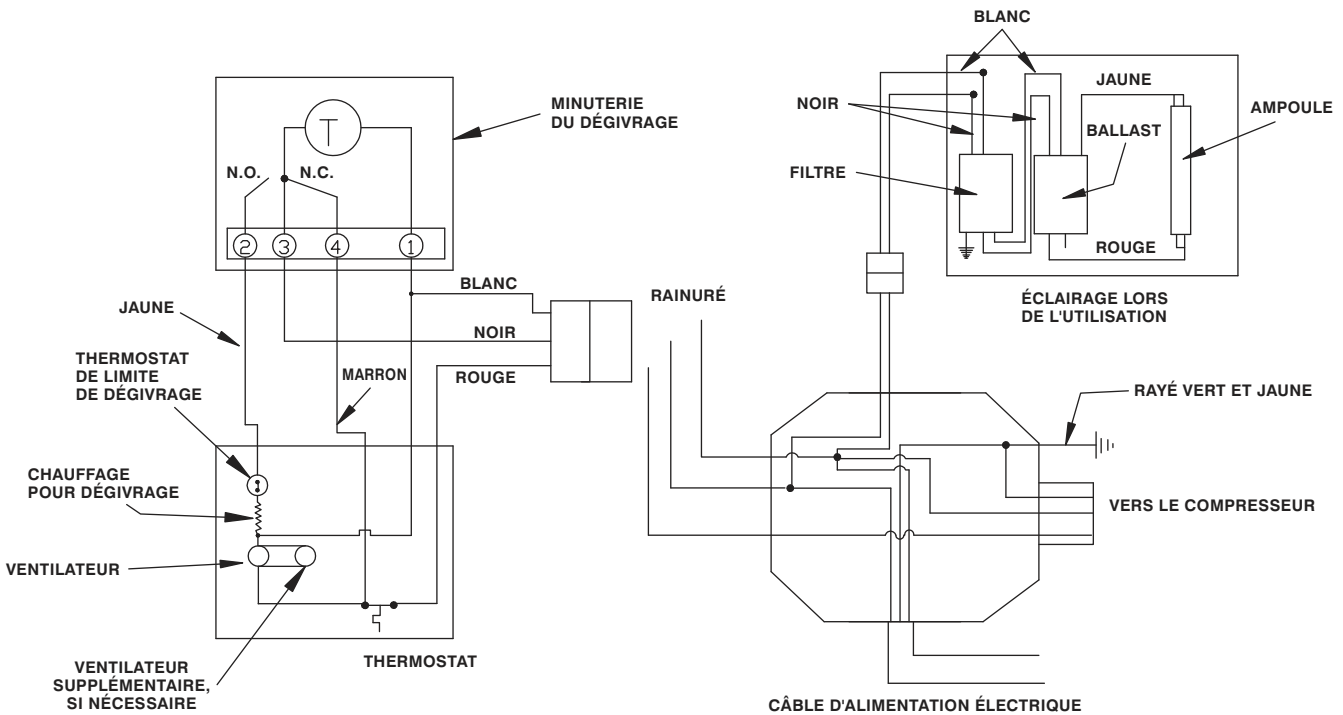 BLANC
JAUNE
NOIR
AMPOULE
BALLAST
FILTRE
ROUGE
ÉCLAIRAGE LORS
DE L'UTILISATION
MINUTERIE
DU DÉGIVRAGE
T
N.O.
N.C.
2
3
4
1
BLANC
NOIR
ROUGE
JAUNE
MARRON
RAINURÉ
THERMOSTAT
DE LIMITE
DE DÉGIVRAGE
CHAUFFAGE
POUR DÉGIVRAGE
VENTILATEUR
VENTILATEUR
SUPPLÉMENTAIRE,
SI NÉCESSAIRE
THERMOSTAT
RAYÉ VERT ET JAUNE
VERS LE COMPRESSEUR
CÂBLE D'ALIMENTATION ÉLECTRIQUE